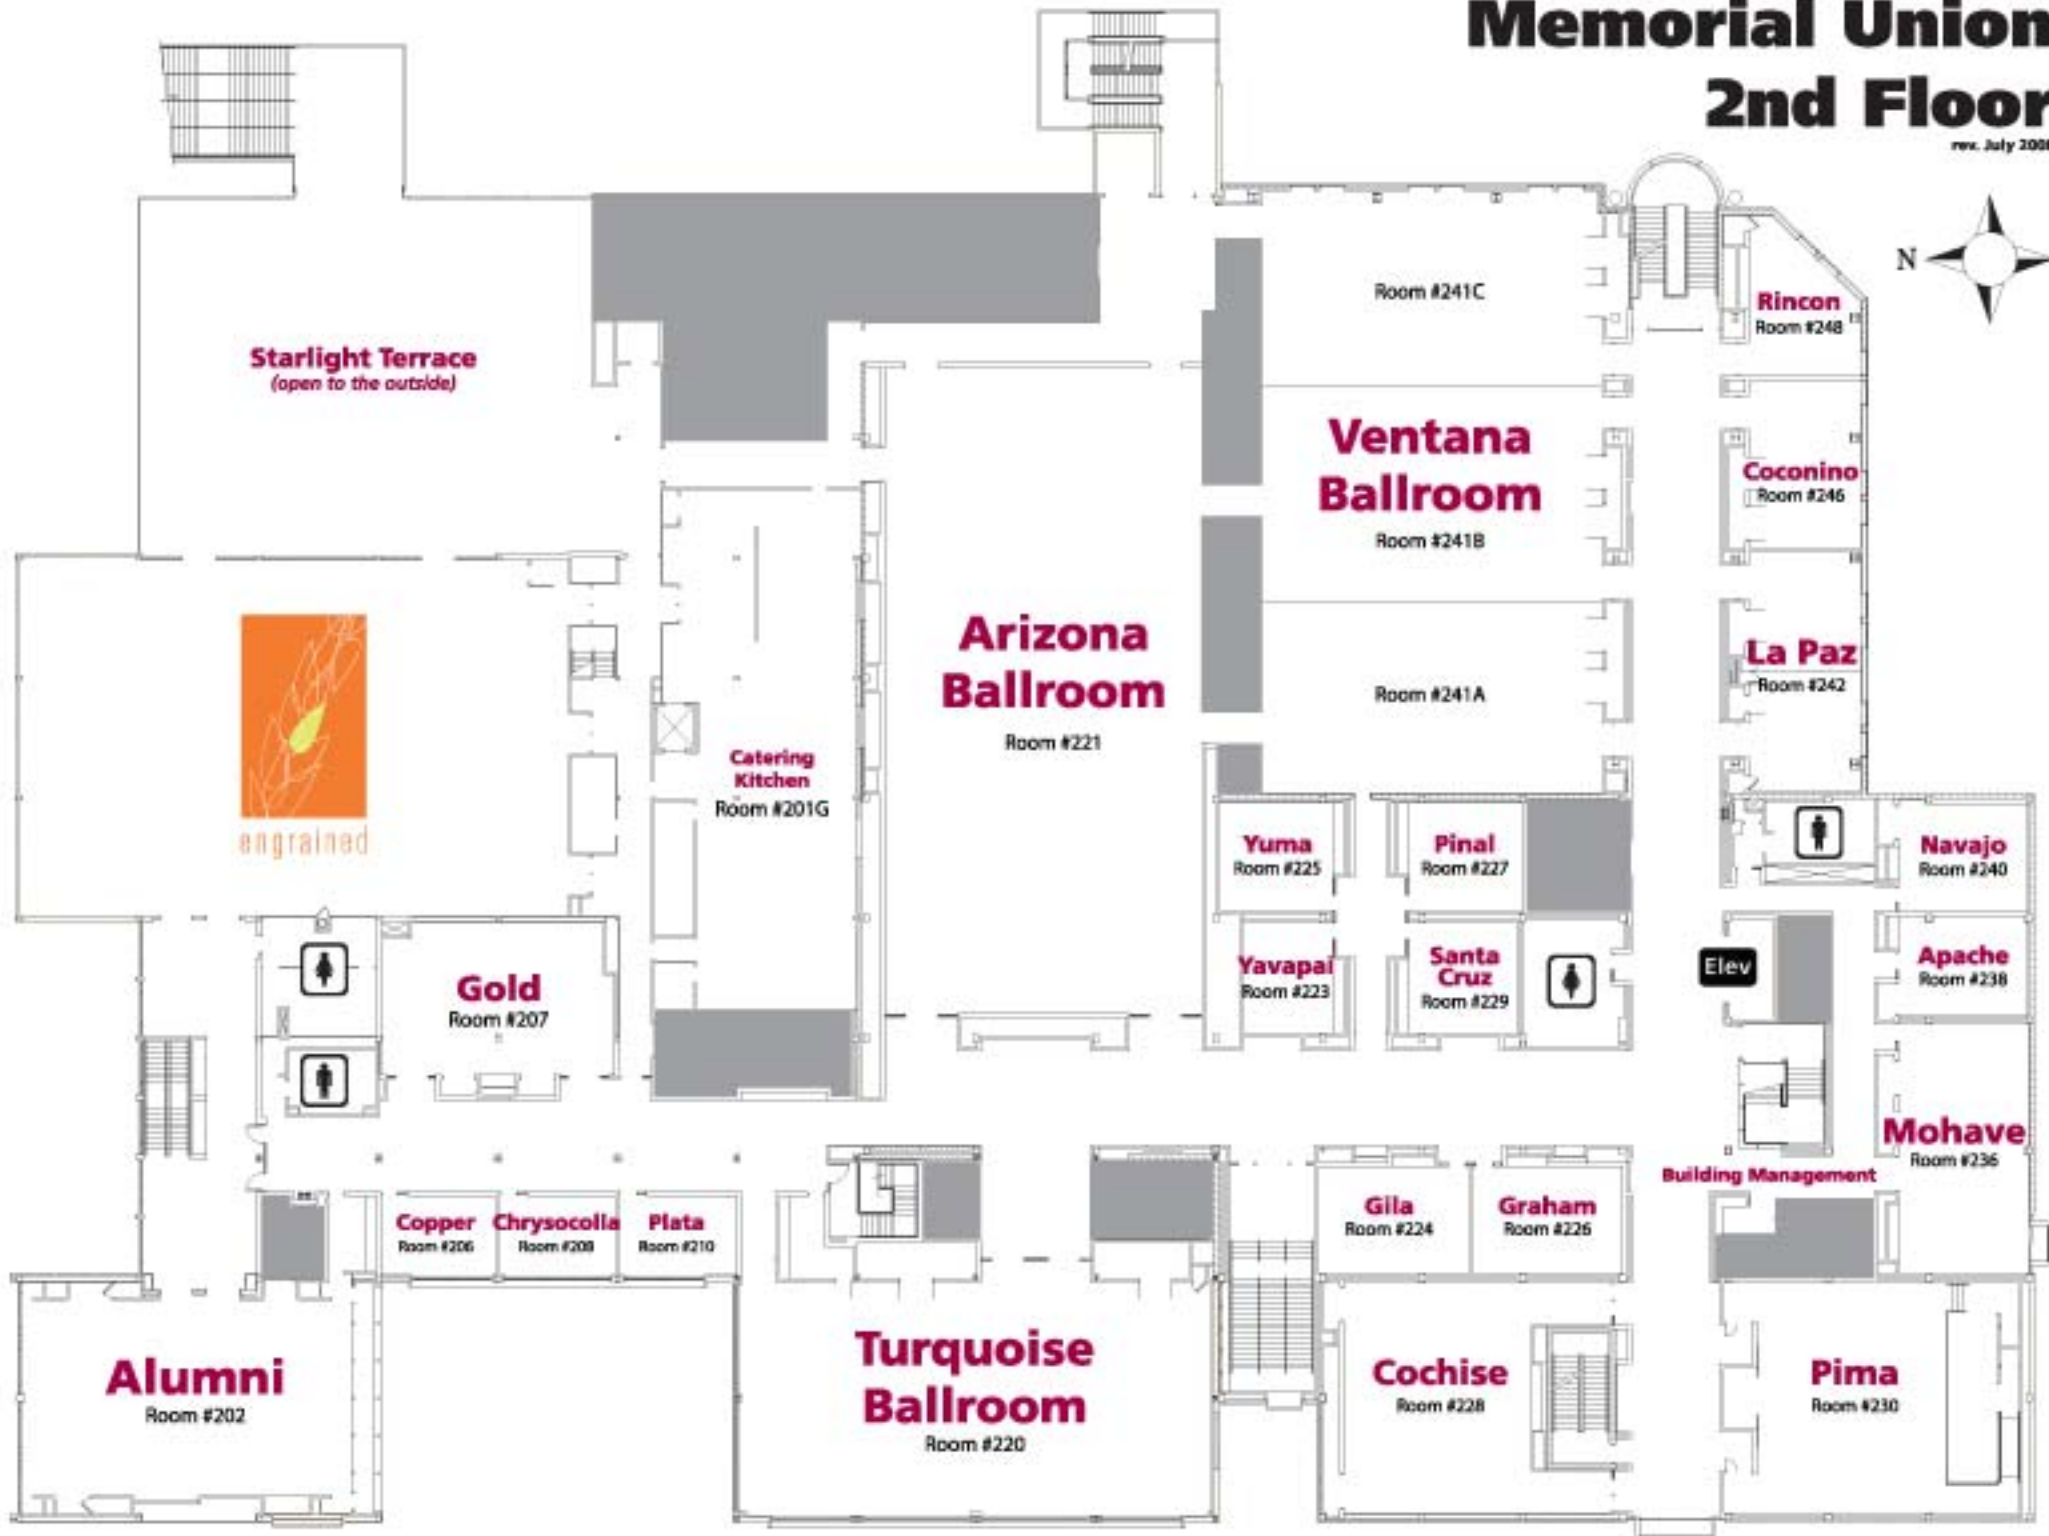 Memorial Union
2nd Floor
rev. July 2008
N
Room #241C
Rincon
Room #248
Starlight Terrace
(open to the outside)
Ventana
Ballroom
Room #241B
Coconino
Room #246
Arizona
Ballroom
Room #221
La Paz
Room #242
Room #241A
Catering
Kitchen
Room #201G
engrained
Yuma
Room #225
Pinal
Room #227
Navajo
Room #240
Gold
Room #207
Yavapai
Room #223
Santa
Cruz
Room #229
Elev
Apache
Room #238
Mohave
Room #236
Building Management
Copper
Room #206
Chrysocolla
Room #208
Plata
Room #210
Gila
Room #224
Graham
Room #226
Alumni
Room #202
Turquoise
Ballroom
Room #220
Cochise
Room #228
Pima
Room #230